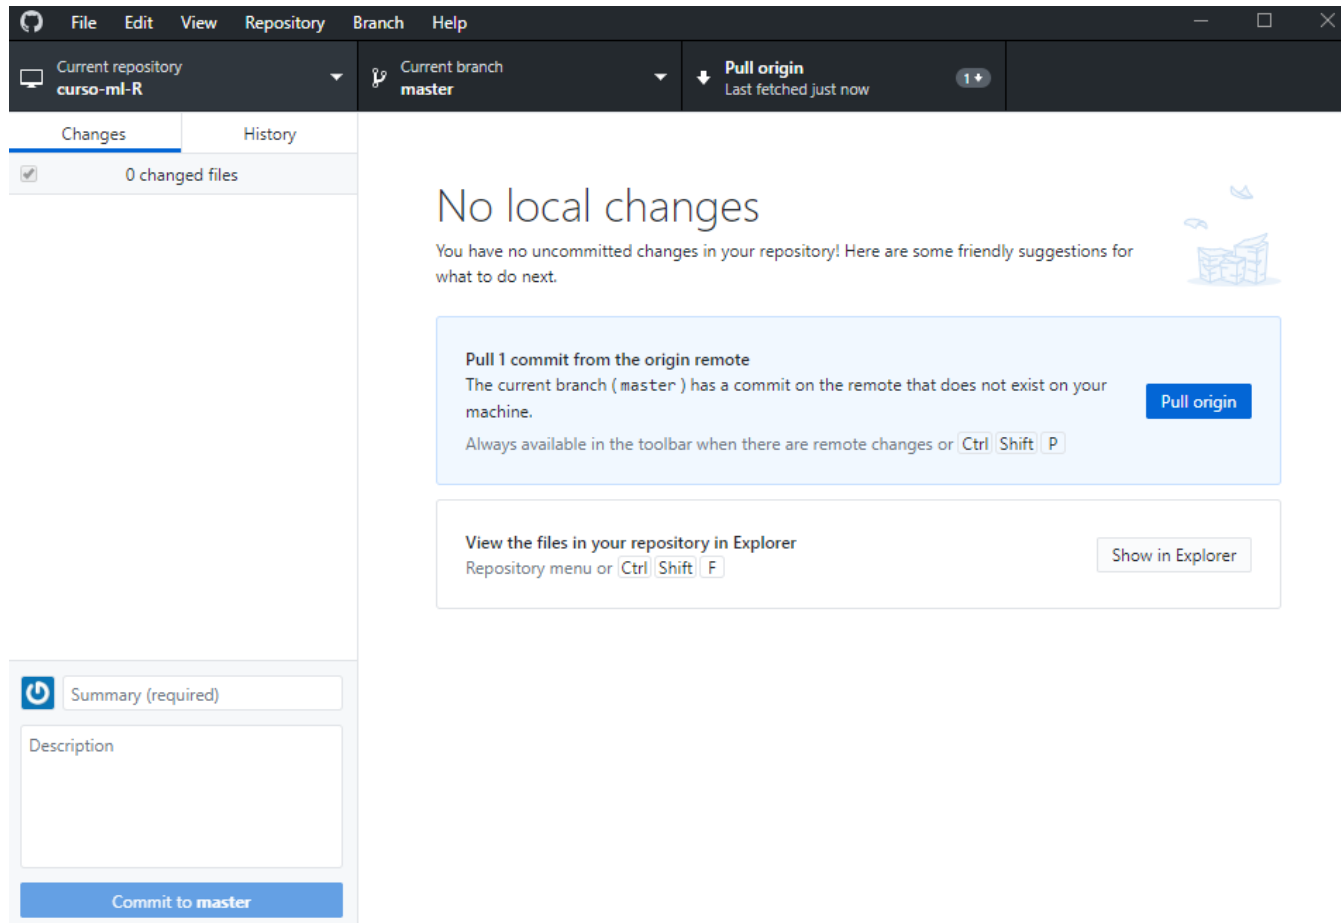 File Edit View Repository Branch Help
Current repository
curso-ml-R
Current branch
master
Pull origin
Last fetched just now
1
Changes History
0 changed files
No local changes
You have no uncommitted changes in your repository! Here are some friendly suggestions for
what to do next.
Pull 1 commit from the origin remote
The current branch (master) has a commit on the remote that does not exist on your
machine.
Always available in the toolbar when there are remote changes or Ctrl Shift P
Pull origin
View the files in your repository in Explorer
Repository menu or Ctrl Shift F
Show in Explorer
Summary (required)
Description
Commit to master